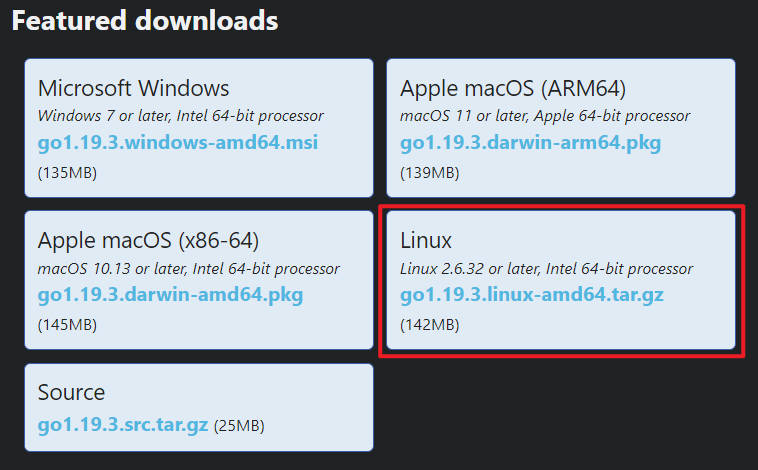 Featured downloads
Microsoft Windows
Windows 7 or later, Intel 64-bit processor
go1.19.3.windows-amd64.msi
(135MB)
Apple macOS (ARM64)
macOS 11 or later, Apple 64-bit processor
go1.19.3.darwin-arm64.pkg
(139MB)
Apple macOS (x86-64)
macOS 10.13 or later, Intel 64-bit processor
go1.19.3.darwin-amd64.pkg
(145MB)
Linux
Linux 2.6.32 or later, Intel 64-bit processor
go1.19.3.linux-amd64.tar.gz
(142MB)
Source
go1.19.3.src.tar.gz (25MB)